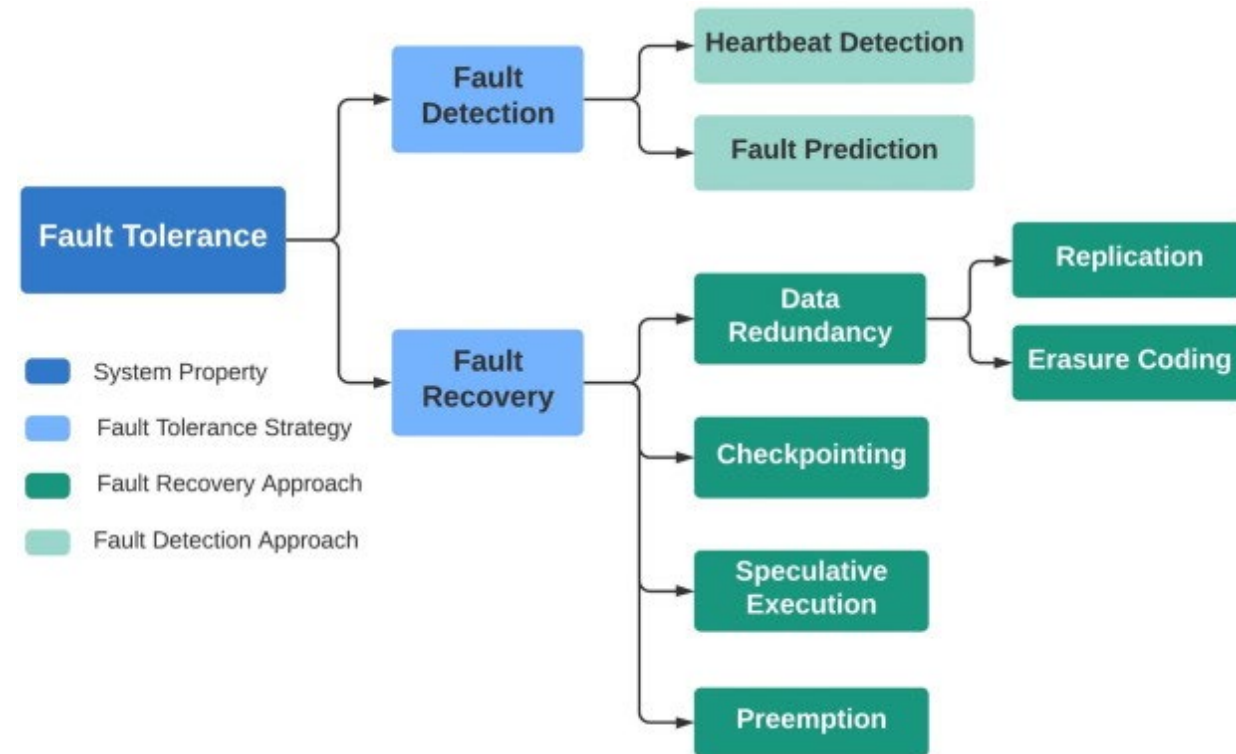 Heartbeat Detection
Fault
Detection
Fault Prediction
Fault Tolerance
Replication
Data
Redundancy
Erasure Coding
Fault
Recovery
System Property
Fault Tolerance Strategy
Checkpointing
Fault Recovery Approach
Fault Detection Approach
Speculative
Execution
Preemption